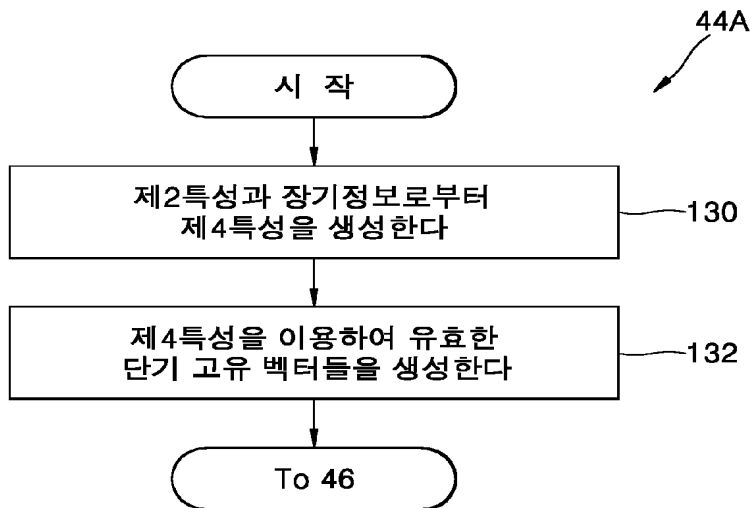 44A
시 작
제2특성과 장기정보로부터
제4특성을 생성한다
130
제4특성을 이용하여 유효한
단기 고유 벡터들을 생성한다
132
To 46